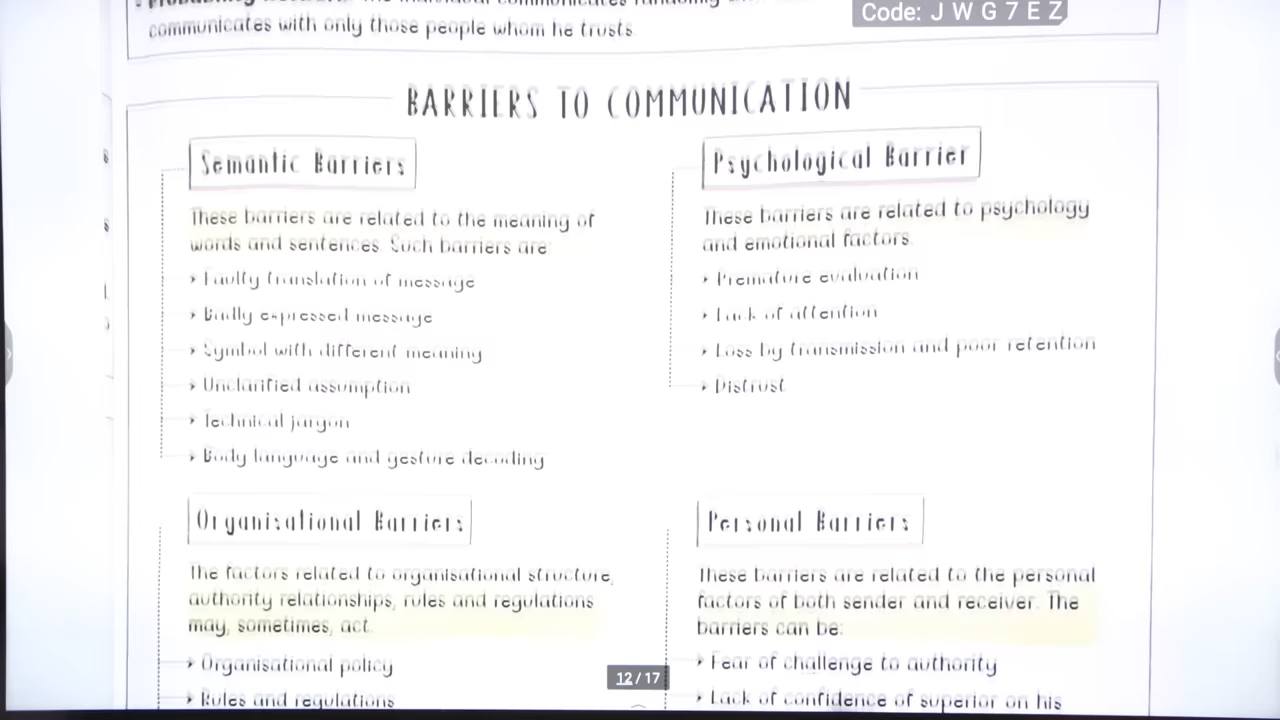 communicates with only those people whom he trusts
Code: J W G 7 E Z
BARRIERS TO COMMUNICATION
Semantic Barriers
These barriers are related to the meaning of
words and sentences. Such barriers are:
Faulty translation of message
Badly expressed message
Symbol with different meaning
Unclarified assumption
Technical jargon
Body language and gesture decoding
Psychological Barrier
These barriers are related to psychology
and emotional factors.
Premature evaluation
Lack of attention
Loss by transmission and poor retention
Distrust
Organisational Barriers
The factors related to organisational structure,
authority relationships, rules and regulations
may, sometimes, act.
Organisational policy
Rules and regulations
Personal Barriers
These barriers are related to the personal
factors of both sender and receiver. The
barriers can be:
Fear of challenge to authority
Lack of confidence of superior on his
12 / 17